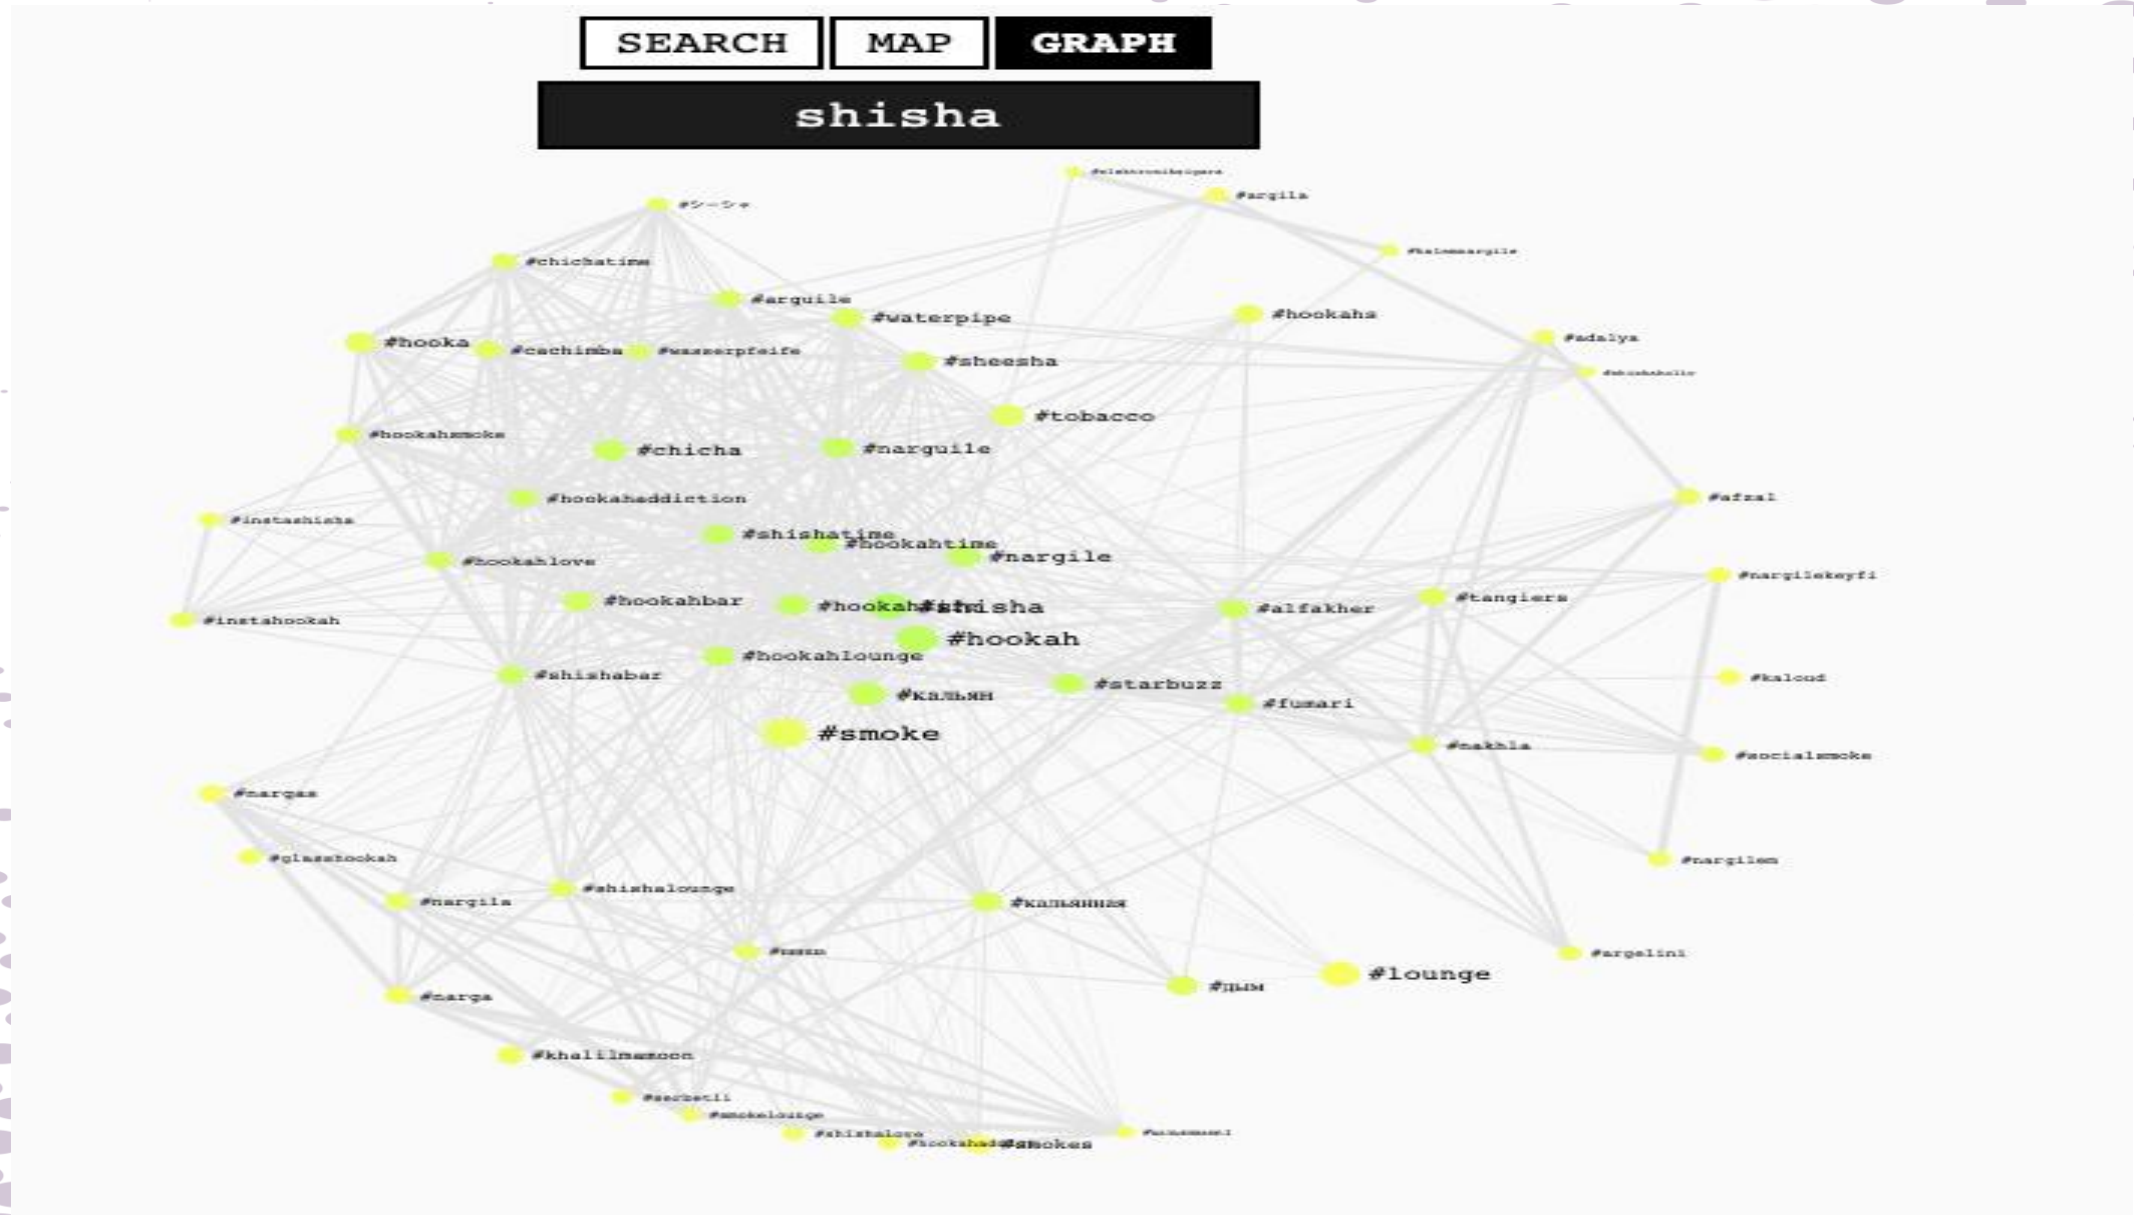 SEARCH
MAP
GRAPH
shisha
#argila
#シーシャ
#chichatime
#arguile
#hookahs
#waterpipe
#adalya
#hooka
#cachimba
#wasserpfeife
#sheesha
#tobacco
#hookahsmoke
#chicha
#narguile
#hookahaddiction
#afzal
#instashisha
#shishatime
#hookahtime
#nargile
#hookahlove
#nargilekeyfi
#tangiers
#hookahbar
#shisha
#alfakher
#instahookah
#hookah
#hookahlounge
#shishabar
#kaloud
#starbuzz
#кальян
#fumari
#smoke
#nakhla
#socialsmoke
#nargas
#glasshookah
#nargilem
#shishalounge
#nargila
#кальянная
#argelini
#lounge
#дым
#narga
#khalilmamoon
#serbetli
#smokelounge
#shishalove
#smokes